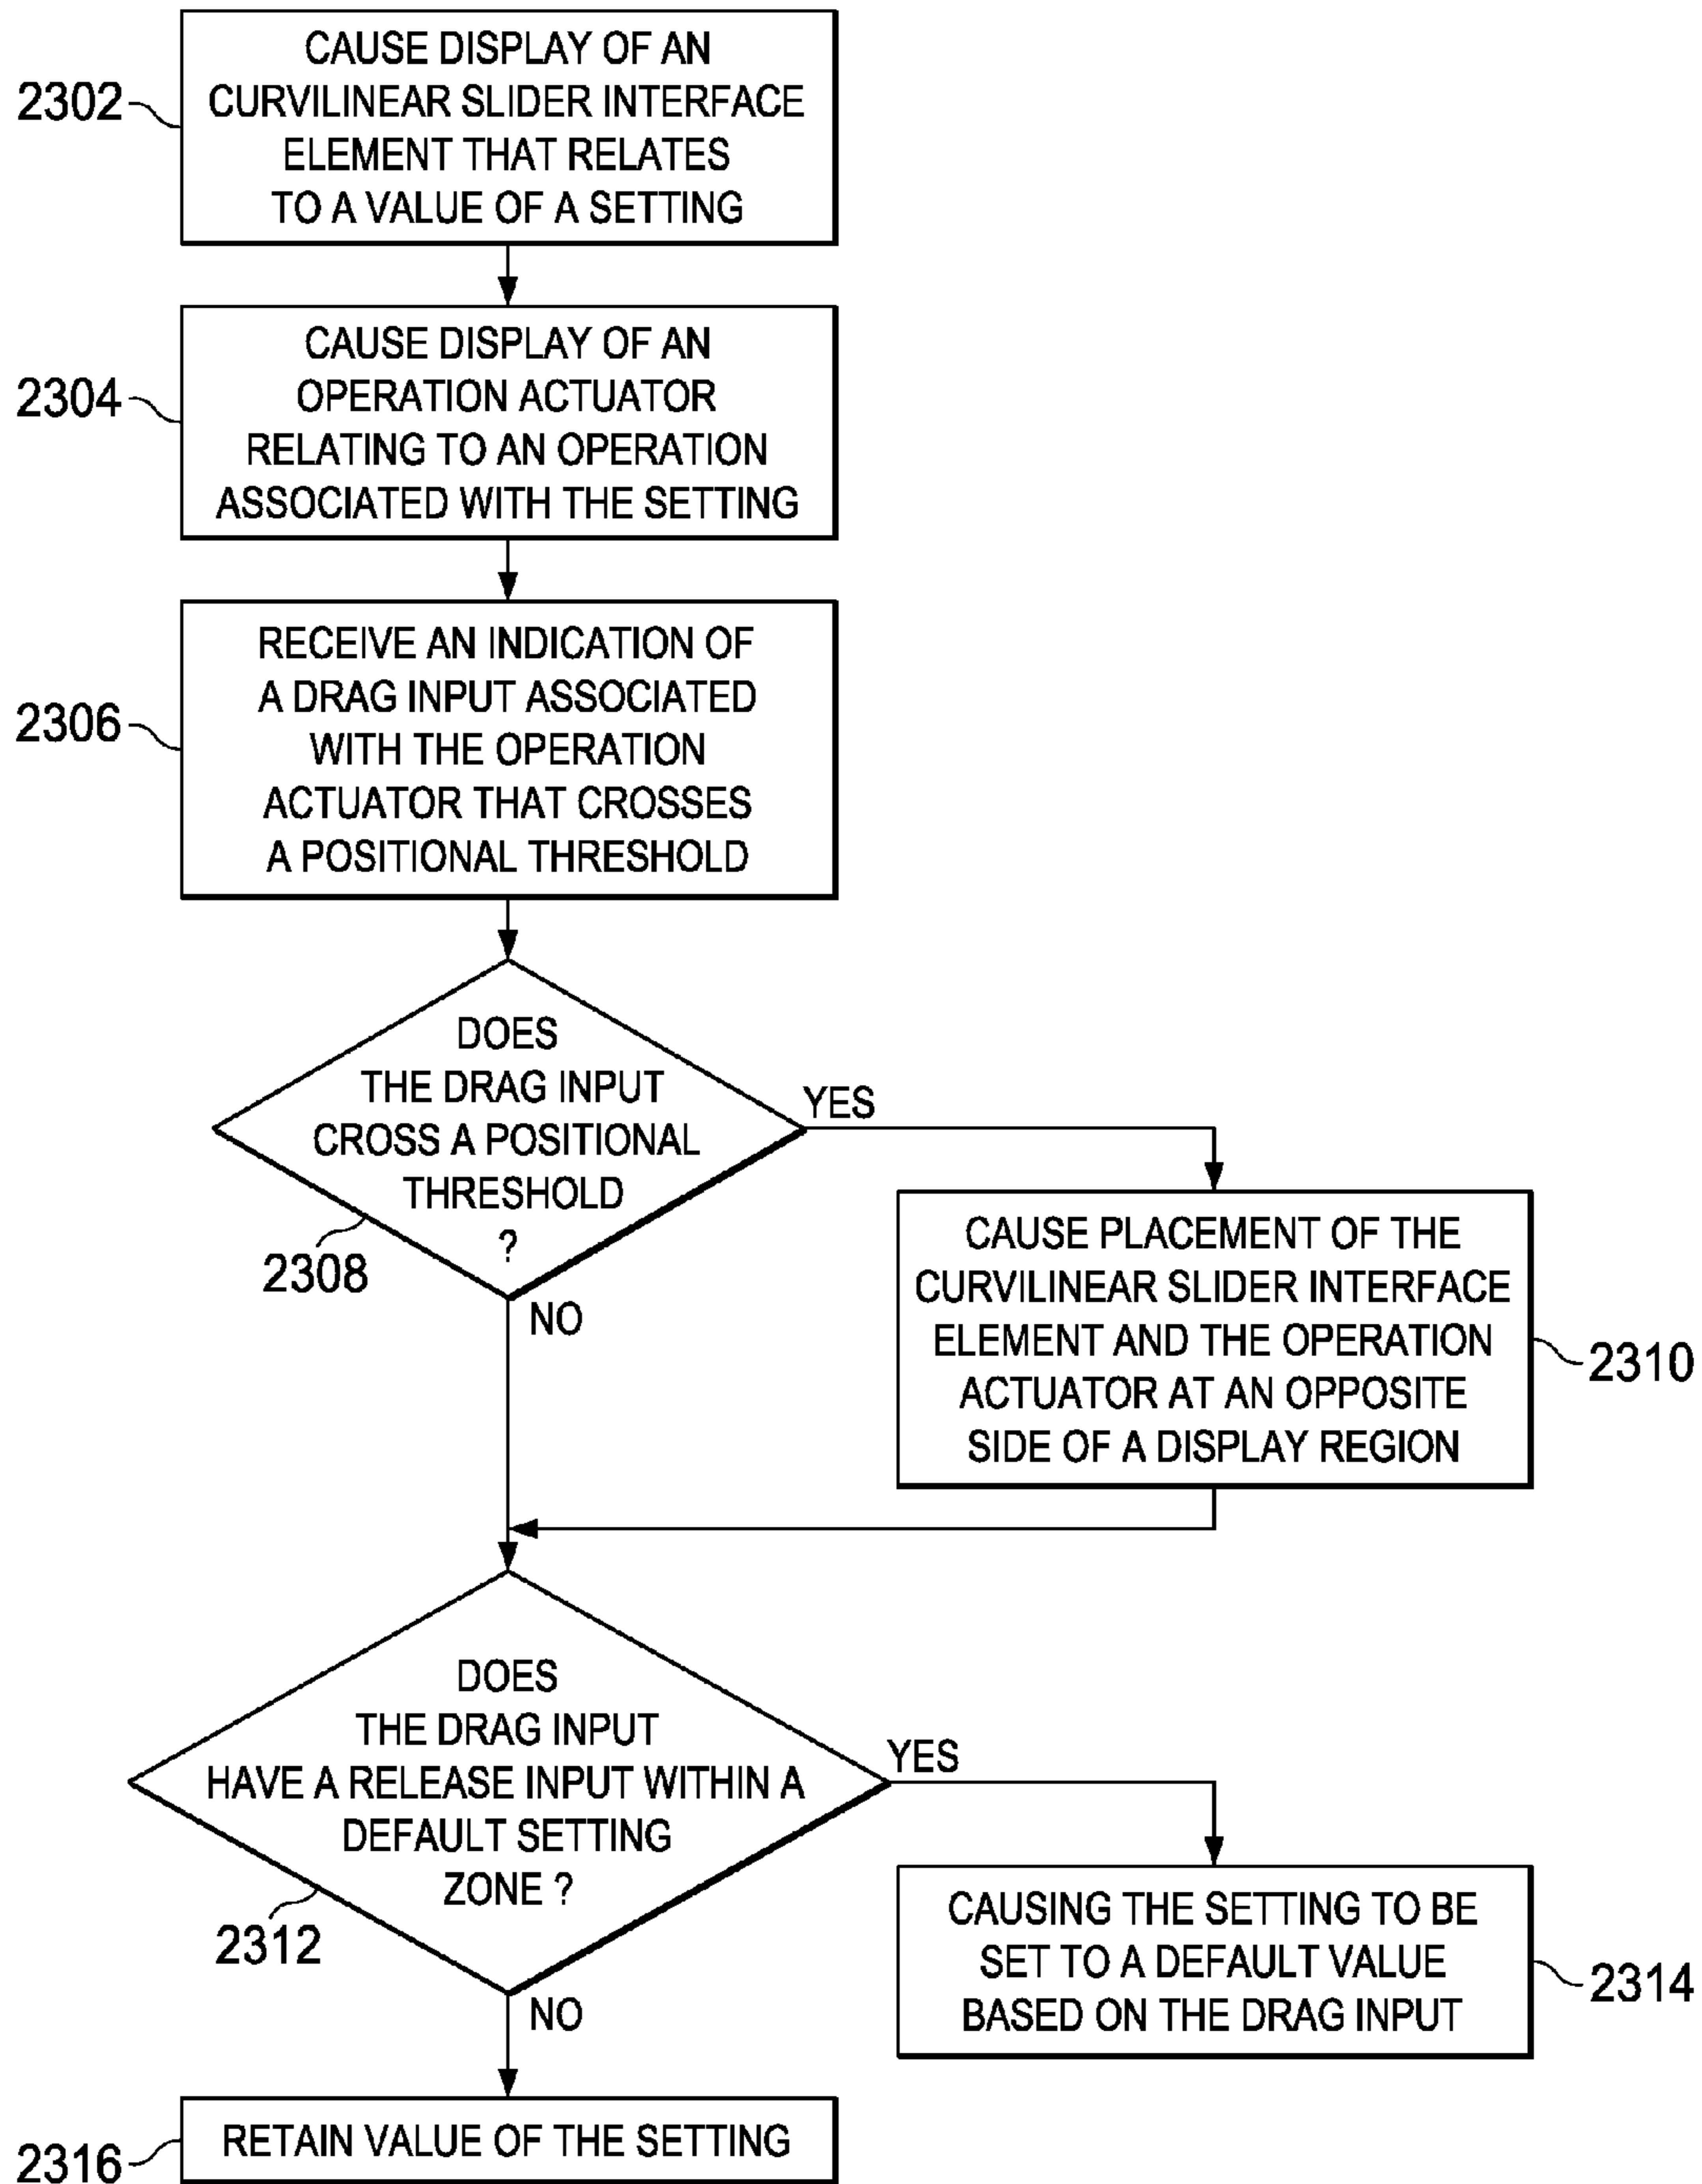 2302
CAUSE DISPLAY OF AN
CURVILINEAR SLIDER INTERFACE
ELEMENT THAT RELATES
TO A VALUE OF A SETTING
2304
CAUSE DISPLAY OF AN
OPERATION ACTUATOR
RELATING TO AN OPERATION
ASSOCIATED WITH THE SETTING
2306
RECEIVE AN INDICATION OF
A DRAG INPUT ASSOCIATED
WITH THE OPERATION
ACTUATOR THAT CROSSES
A POSITIONAL THRESHOLD
DOES
THE DRAG INPUT
CROSS A POSITIONAL
THRESHOLD
?
2308
YES
NO
CAUSE PLACEMENT OF THE
CURVILINEAR SLIDER INTERFACE
ELEMENT AND THE OPERATION
ACTUATOR AT AN OPPOSITE
SIDE OF A DISPLAY REGION
2310
DOES
THE DRAG INPUT
HAVE A RELEASE INPUT WITHIN A
DEFAULT SETTING
ZONE ?
2312
YES
NO
CAUSING THE SETTING TO BE
SET TO A DEFAULT VALUE
BASED ON THE DRAG INPUT
2314
2316
RETAIN VALUE OF THE SETTING